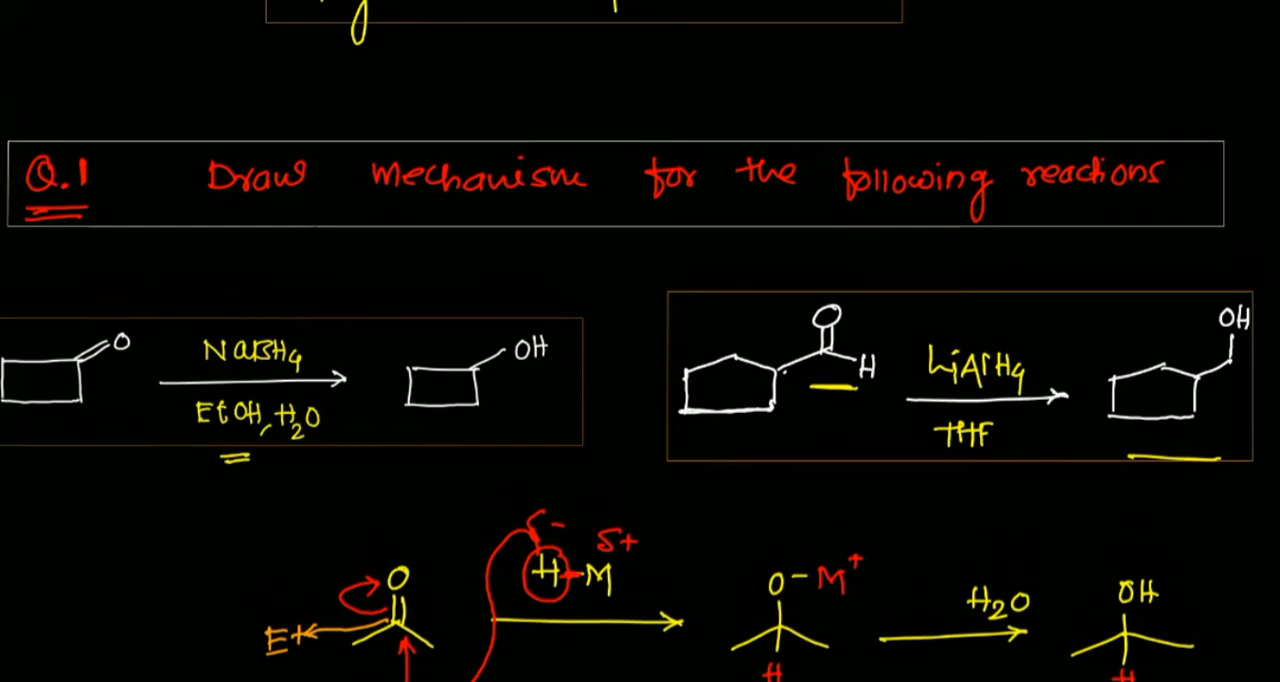 Q.1 Draw mechanism for the following reactions
O NaBH4 OH
EtOH, H2O
O H LiAlH4 OH
THF
δ- δ+
O H-M O-M+ H2O OH
E+
H H